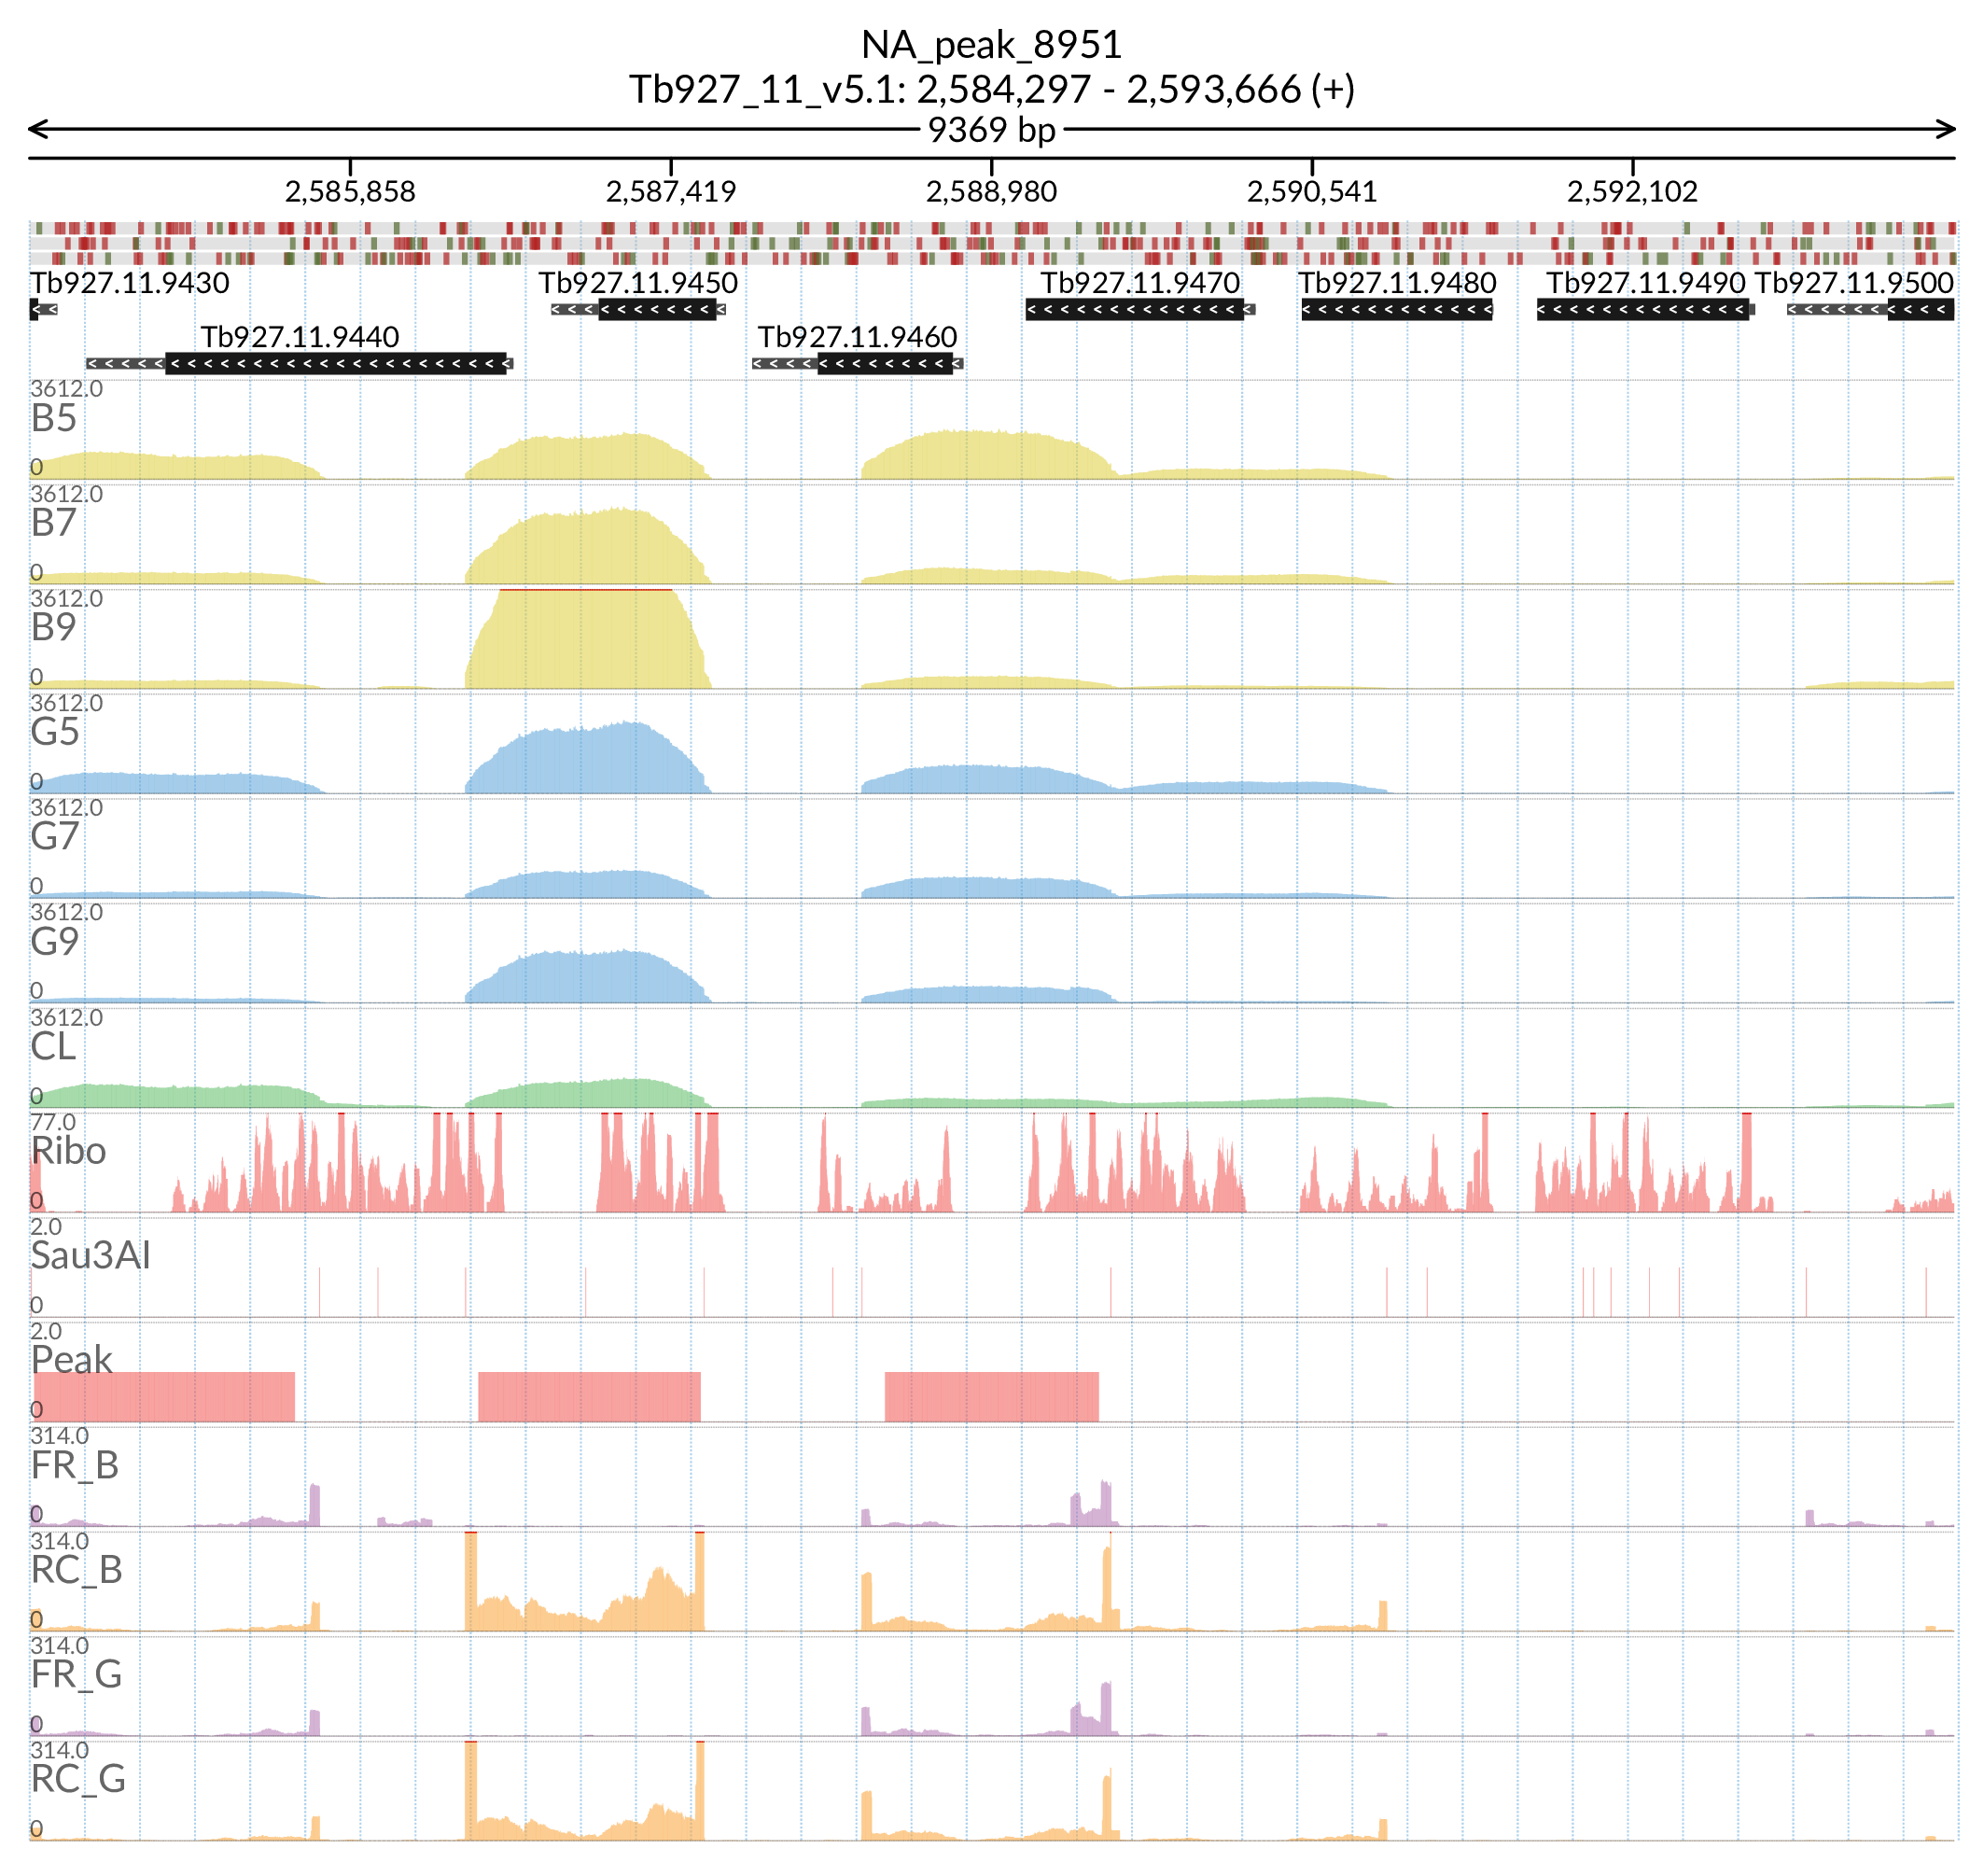 NA_peak_8951
Tb927_11_v5.1: 2,584,297 - 2,593,666 (+)
9369 bp
2,585,858 2,587,419 2,588,980 2,590,541 2,592,102
Tb927.11.9430 Tb927.11.9450 Tb927.11.9470 Tb927.11.9480 Tb927.11.9490 Tb927.11.9500
Tb927.11.9440 Tb927.11.9460
3612.0
B5
0
3612.0
B7
0
3612.0
B9
0
3612.0
G5
0
3612.0
G7
0
3612.0
G9
0
3612.0
CL
0
77.0
Ribo
0
2.0
Sau3AI
0
2.0
Peak
0
314.0
FR_B
0
314.0
RC_B
0
314.0
FR_G
0
314.0
RC_G
0